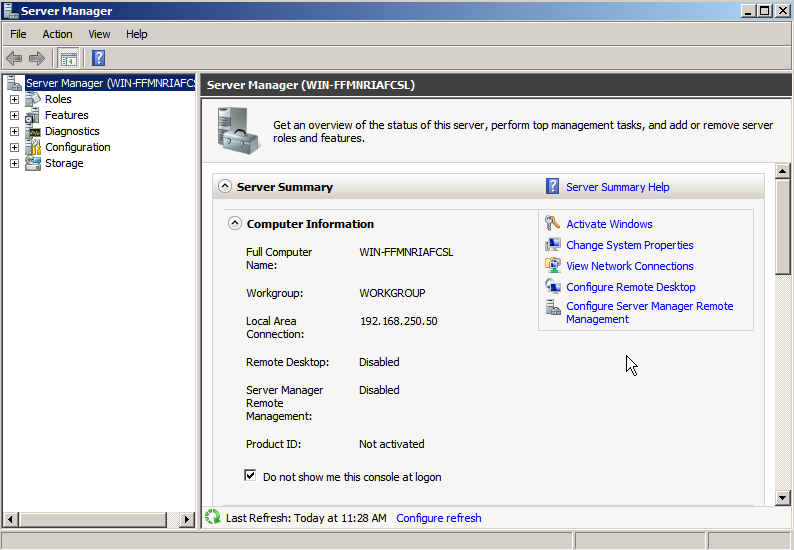 Server Manager
File Action View Help
Server Manager (WIN-FFMNRIAFCS
Roles
Features
Diagnostics
Configuration
Storage
Server Manager (WIN-FFMNRIAFCSL)
Get an overview of the status of this server, perform top management tasks, and add or remove server
roles and features.
Server Summary
Server Summary Help
Computer Information
Full Computer
Name:
WIN-FFMNRIAFCSL
Workgroup:
WORKGROUP
Local Area
Connection:
192.168.250.50
Remote Desktop:
Disabled
Server Manager
Remote
Management:
Disabled
Product ID:
Not activated
Do not show me this console at logon
Activate Windows
Change System Properties
View Network Connections
Configure Remote Desktop
Configure Server Manager Remote
Management
Last Refresh: Today at 11:28 AM Configure refresh